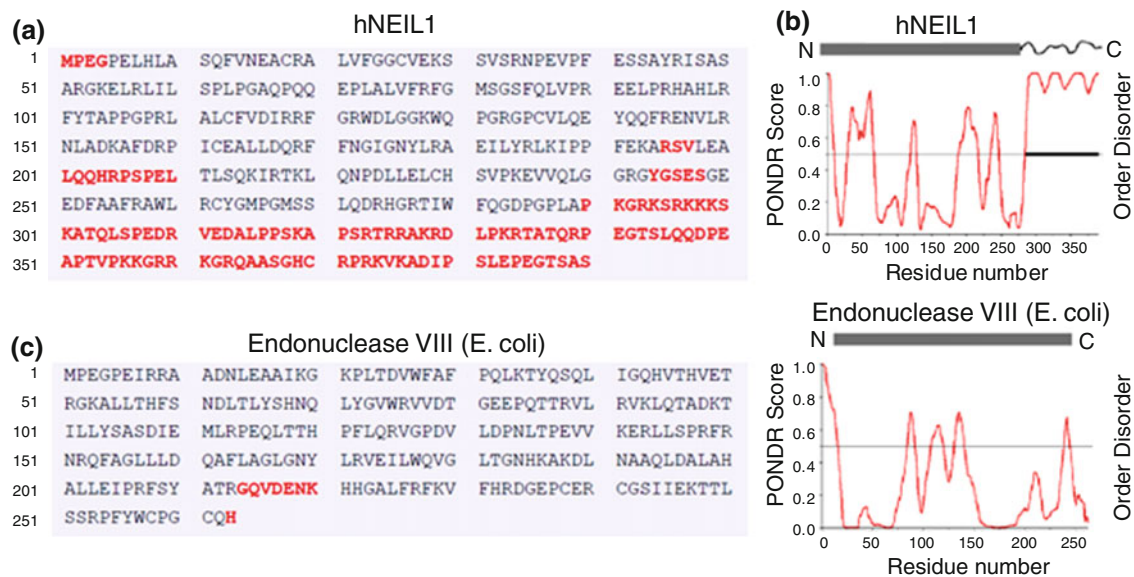 (a) hNEIL1
1 MPEGPELHLA SQFVNEACRA LVFGGCVEKS SVSRNPEVPF ESSAYRISAS
51 ARGKELRLIL SPLPGAQPQQ EPLALVFRFG MSGSFQLVPR EELPRHAHLR
101 FYTAPPGPRL ALCFVDIRRF GRWDLGGKWQ PGRGPCVLQE YQQFRENVLR
151 NLADKAFDRP ICEALLDQRF FNGIGNYLRA EILYRLKIPP FEKARSVLEA
201 LQQHRPSPEL TLSQKIRTKL QNPDLLELCH SVPKEVVQLG GRGYGSESGE
251 EDFAAFRAWL RCYGMPGMSS LQDRHGRTIW FQGDPGPLAP KGRKSRKKKS
301 KATQLSPEDR VEDALPPSKA PSRTRRAKRD LPKRTATQRP EGTSLQQDPE
351 APTVPKKGRR KGRQAASGHC RPRKVKADIP SLEPEGTSAS
(b) hNEIL1
N C
PONDR Score
1.0
0.8
0.6
0.4
0.2
0.0
0 50 100 150 200 250 300 350
Residue number
Order Disorder
(c) Endonuclease VIII (E. coli)
1 MPEGPEIRRA ADNLEAAIKG KPLTDVWFAF PQLKTYQSQL IGQHVTHVET
51 RGKALLTHFS NDLTLYSHNQ LYGVWRVVDT GEEPQTTRVL RVKLQTADKT
101 ILLYSASDIE MLRPEQLTTH PFLQRVGPDV LDPNLTPEVV KERLLSPRFR
151 NRQFAGLLLD QAFLAGLGNY LRVEILWQVG LTGNHKAKDL NAAQLDALAH
201 ALLEIPRFSY ATRGQVDENK HHGALFRFKV FHRDGEPCER CGSIIEKTTL
251 SSRPFYWCPG CQH
Endonuclease VIII (E. coli)
N C
PONDR Score
1.0
0.8
0.6
0.4
0.2
0.0
0 50 100 150 200 250
Residue number
Order Disorder